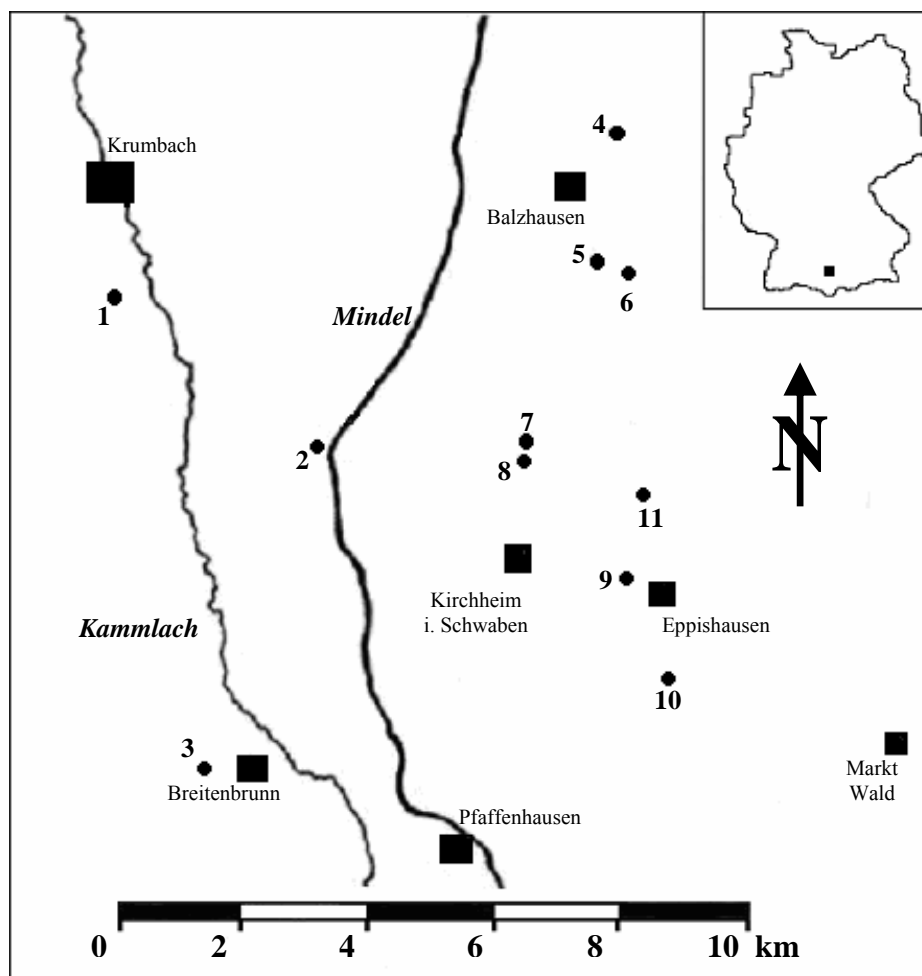 4
Krumbach
Balzhausen
5
6
1
Mindel
7
2
8
N
11
9
Kirchheim
i. Schwaben
Eppishausen
Kammlach
10
3
Breitenbrunn
Markt
Wald
Pfaffenhausen
0 2 4 6 8 10 km